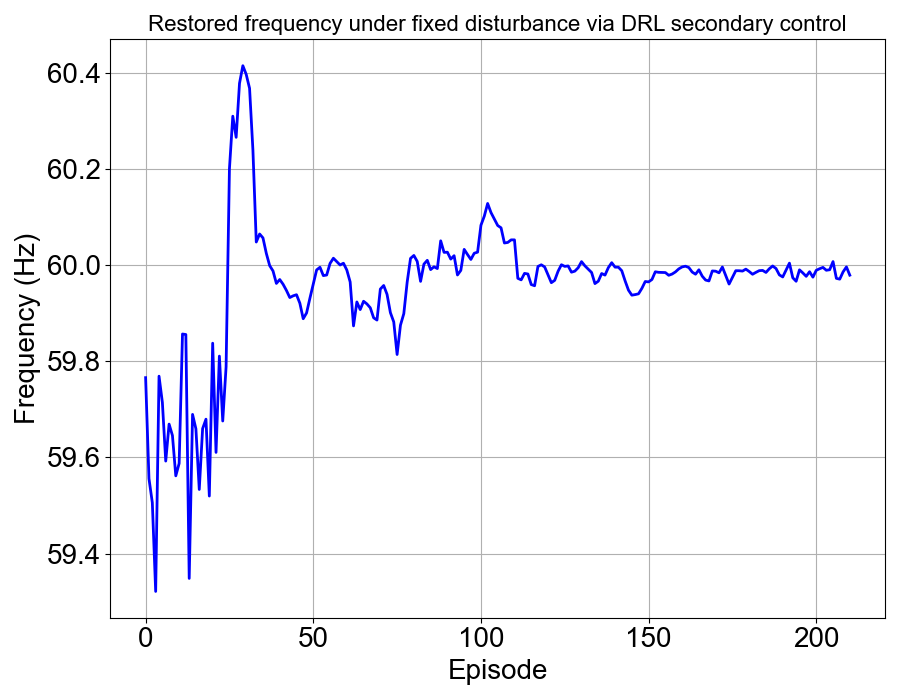 Restored frequency under fixed disturbance via DRL secondary control
60.4
60.2
60.0
59.8
59.6
59.4
Frequency (Hz)
0 50 100 150 200
Episode